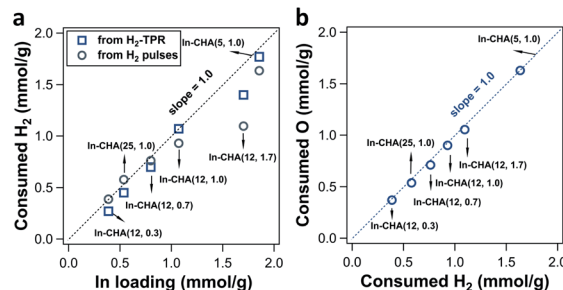 a
from H₂-TPR
from H₂ pulses
In-CHA(5, 1.0)
slope = 1.0
In-CHA(25, 1.0)
In-CHA(12, 1.7)
In-CHA(12, 1.0)
In-CHA(12, 0.7)
In-CHA(12, 0.3)
Consumed H₂ (mmol/g)
2.0
1.5
1.0
0.5
0.0
0.0 0.5 1.0 1.5 2.0
In loading (mmol/g)
b
In-CHA(5, 1.0)
slope = 1.0
In-CHA(25, 1.0)
In-CHA(12, 1.7)
In-CHA(12, 1.0)
In-CHA(12, 0.7)
In-CHA(12, 0.3)
Consumed O (mmol/g)
2.0
1.5
1.0
0.5
0.0
0.0 0.5 1.0 1.5 2.0
Consumed H₂ (mmol/g)